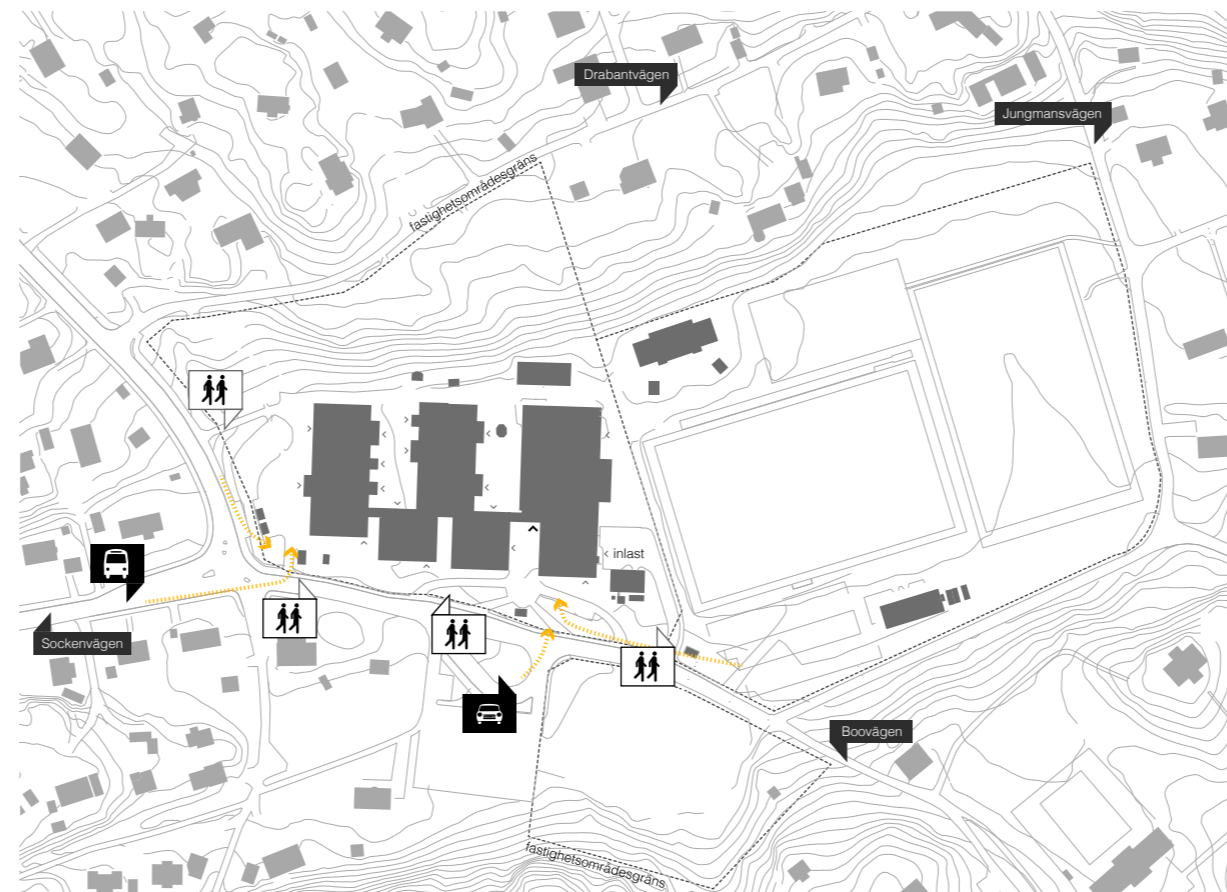 Drabantvägen
Jungmansvägen
fastighetsområdesgräns
inlast
Sockenvägen
Boovägen
fastighetsområdesgräns